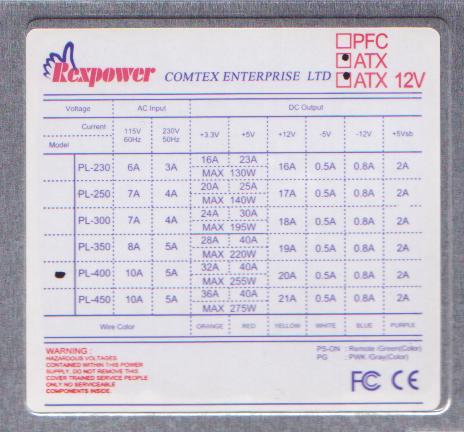 Rexpower COMTEX ENTERPRISE LTD
PFC
ATX
ATX 12V
Voltage AC Input DC Output
Current 115V 60Hz 230V 50Hz +3.3V +5V +12V -5V -12V +5Vsb
Model
PL-230 6A 3A 16A 23A 16A 0.5A 0.8A 2A
MAX 130W
PL-250 7A 4A 20A 25A 17A 0.5A 0.8A 2A
MAX 140W
PL-300 7A 4A 24A 30A 18A 0.5A 0.8A 2A
MAX 195W
PL-350 8A 5A 28A 40A 19A 0.5A 0.8A 2A
MAX 220W
PL-400 10A 5A 32A 40A 20A 0.5A 0.8A 2A
MAX 255W
PL-450 10A 5A 36A 40A 21A 0.5A 0.8A 2A
MAX 275W
Wire Color ORANGE RED YELLOW WHITE BLUE PURPLE
WARNING :
HAZARDOUS VOLTAGES
CONTAINED WITHIN THIS POWER
SUPPLY, DO NOT REMOVE THIS
COVER TRAINED SERVICE PEOPLE
ONLY NO SERVICEABLE
COMPONENTS INSIDE.
PS-ON : Remote /Green(Color)
PG : PWK /Gray(Color)
FC CE